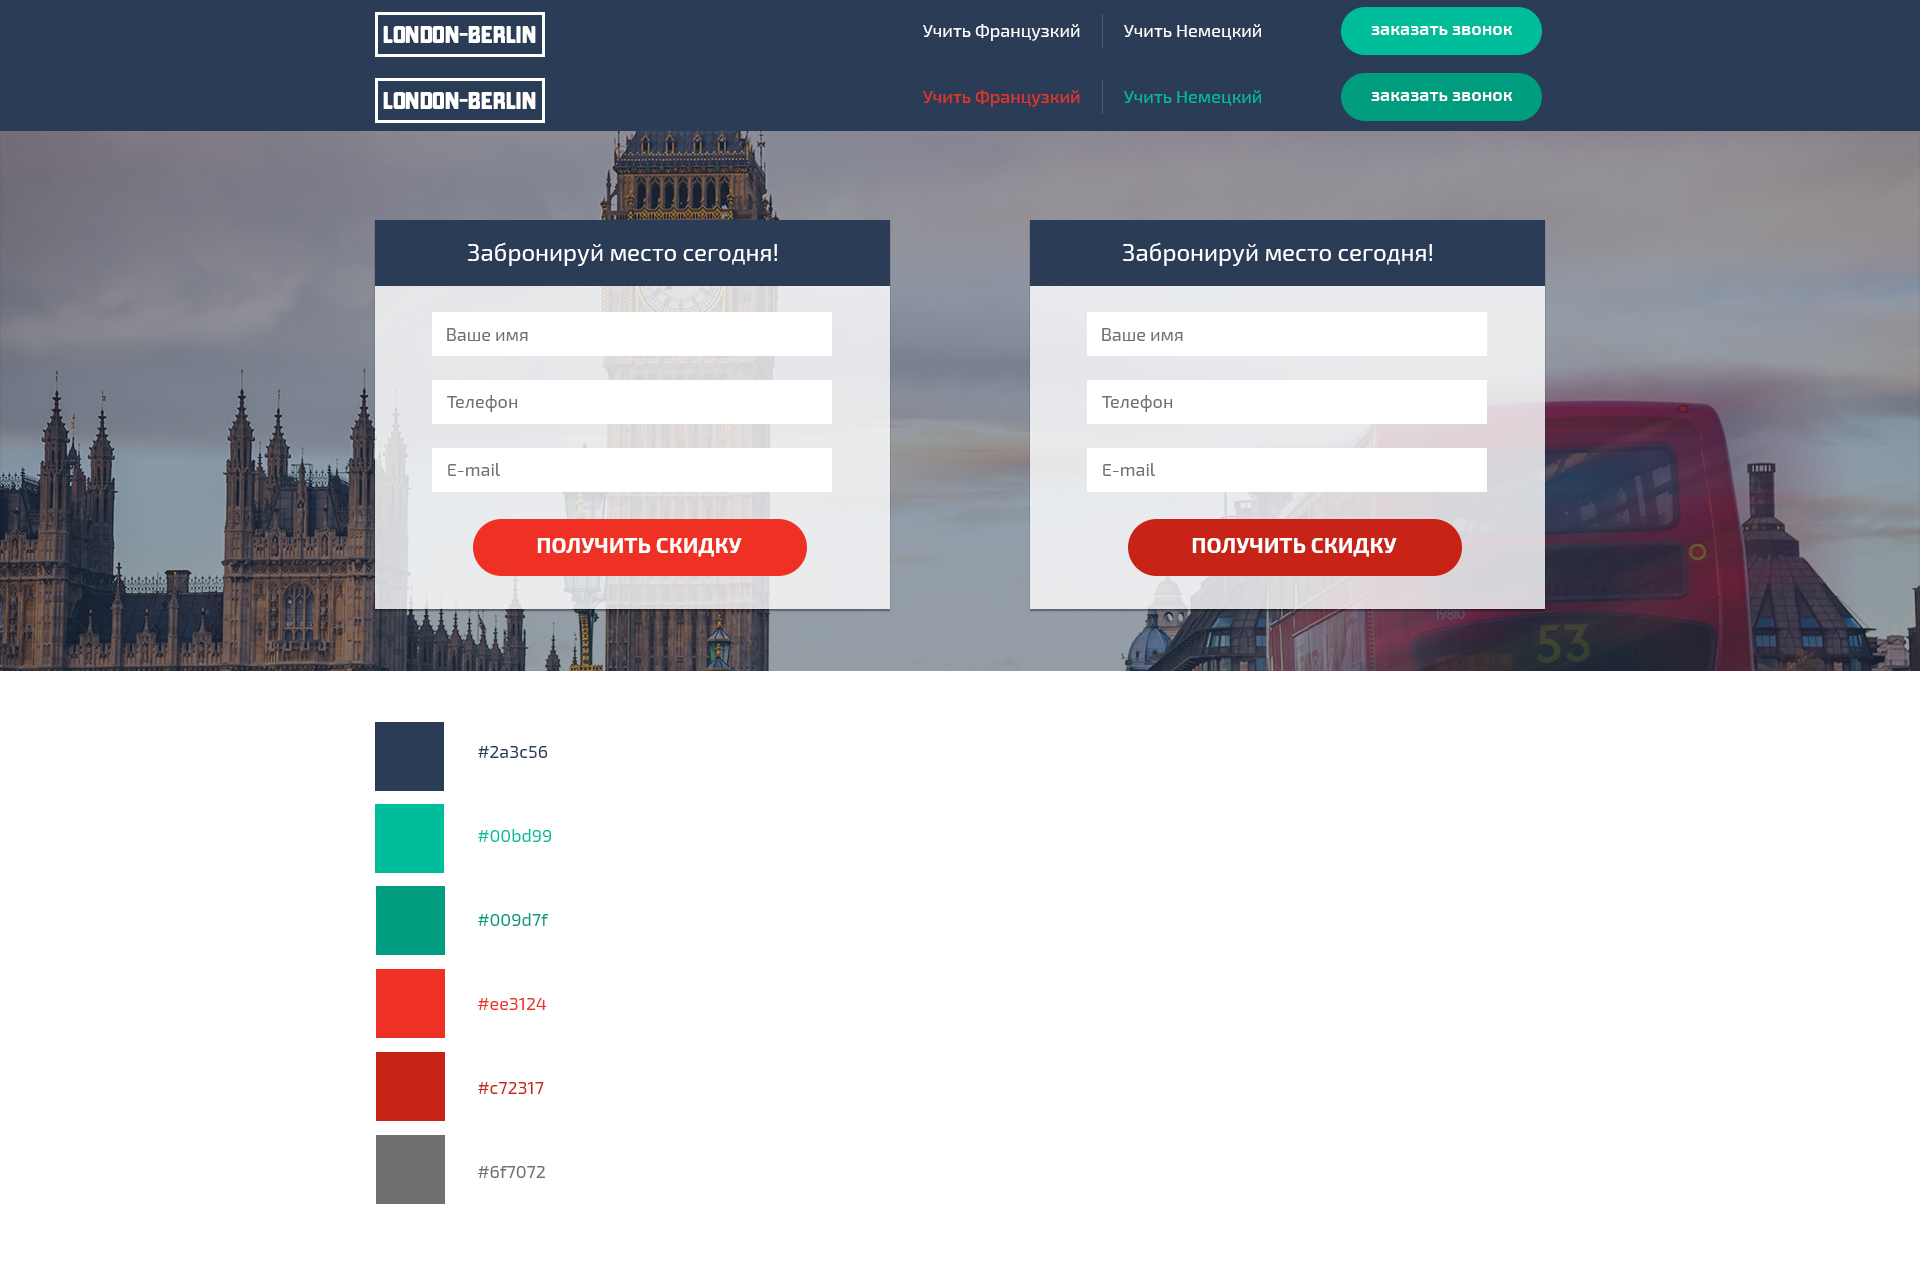 LONDON-BERLIN
Учить Французкий
Учить Немецкий
заказать звонок
LONDON-BERLIN
Учить Французкий
Учить Немецкий
заказать звонок
Забронируй место сегодня!
Ваше имя
Телефон
E-mail
ПОЛУЧИТЬ СКИДКУ
Забронируй место сегодня!
Ваше имя
Телефон
E-mail
ПОЛУЧИТЬ СКИДКУ
19810
53
#2a3c56
#00bd99
#009d7f
#ee3124
#c72317
#6f7072